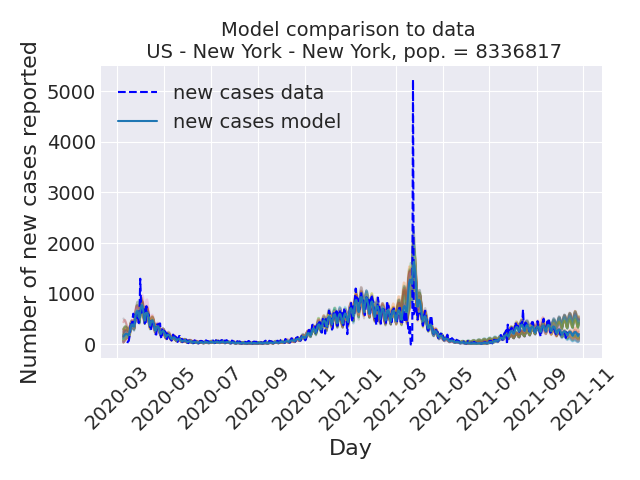 Model comparison to data
US - New York - New York, pop. = 8336817
Number of new cases reported
5000
4000
3000
2000
1000
0
new cases data
new cases model
2020-03
2020-05
2020-07
2020-09
2020-11
2021-01
2021-03
2021-05
2021-07
2021-09
2021-11
Day